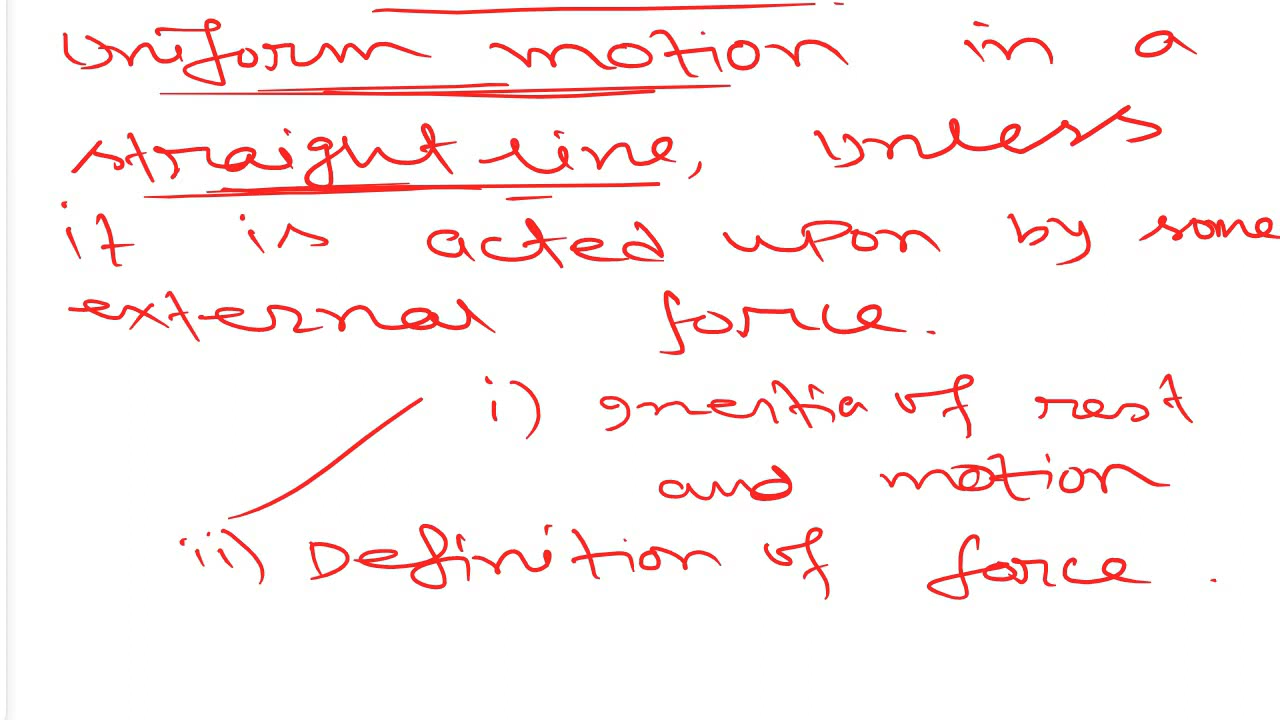 uniform motion in a
straight line, unless
it is acted upon by some
external force.
i) Inertia of rest
and motion
ii) Definition of force.